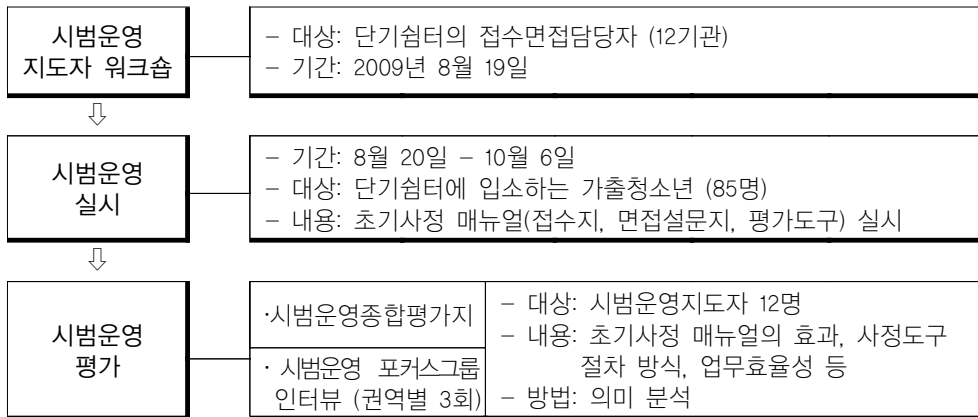 시범운영
지도자 워크숍
– 대상: 단기쉼터의 접수면접담당자 (12기관)
– 기간: 2009년 8월 19일
⇩
시범운영
실시
– 기간: 8월 20일 – 10월 6일
– 대상: 단기쉼터에 입소하는 가출청소년 (85명)
– 내용: 초기사정 매뉴얼(접수지, 면접설문지, 평가도구) 실시
⇩
시범운영
평가
·시범운영종합평가지
· 시범운영 포커스그룹
인터뷰 (권역별 3회)
– 대상: 시범운영지도자 12명
– 내용: 초기사정 매뉴얼의 효과, 사정도구
절차 방식, 업무효율성 등
– 방법: 의미 분석